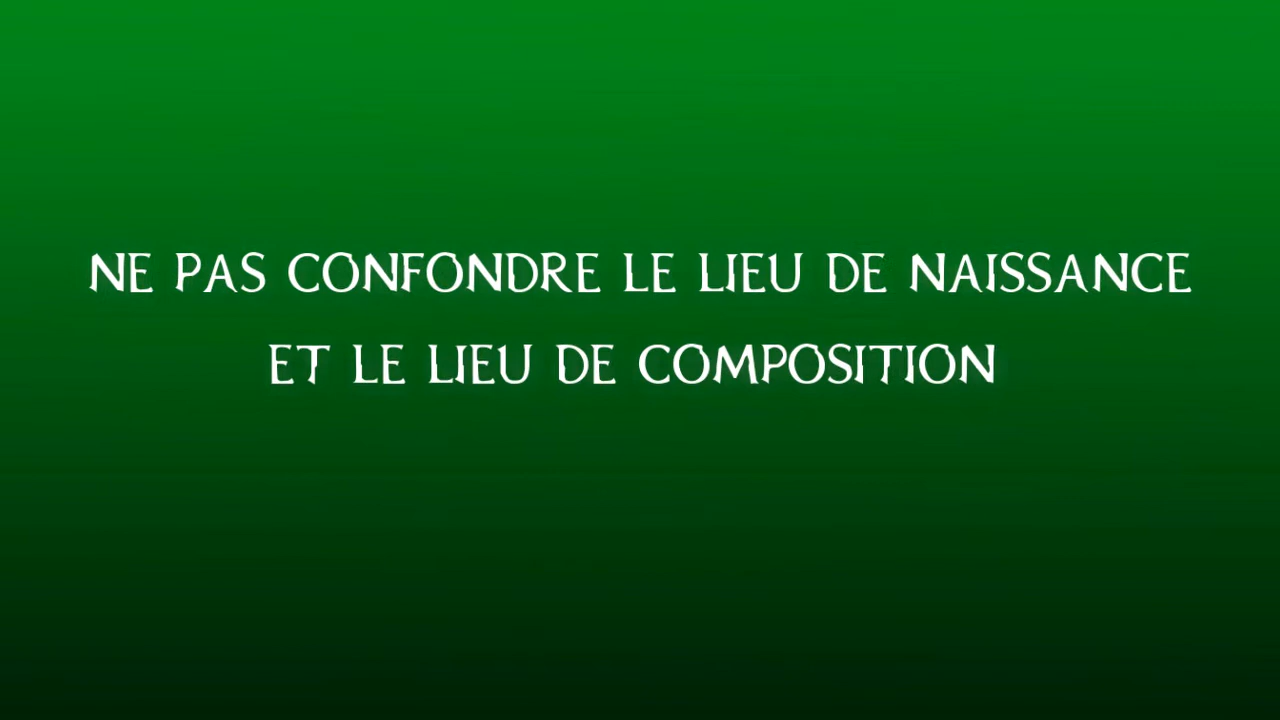 NE PAS CONFONDRE LE LIEU DE NAISSANCE
ET LE LIEU DE COMPOSITION